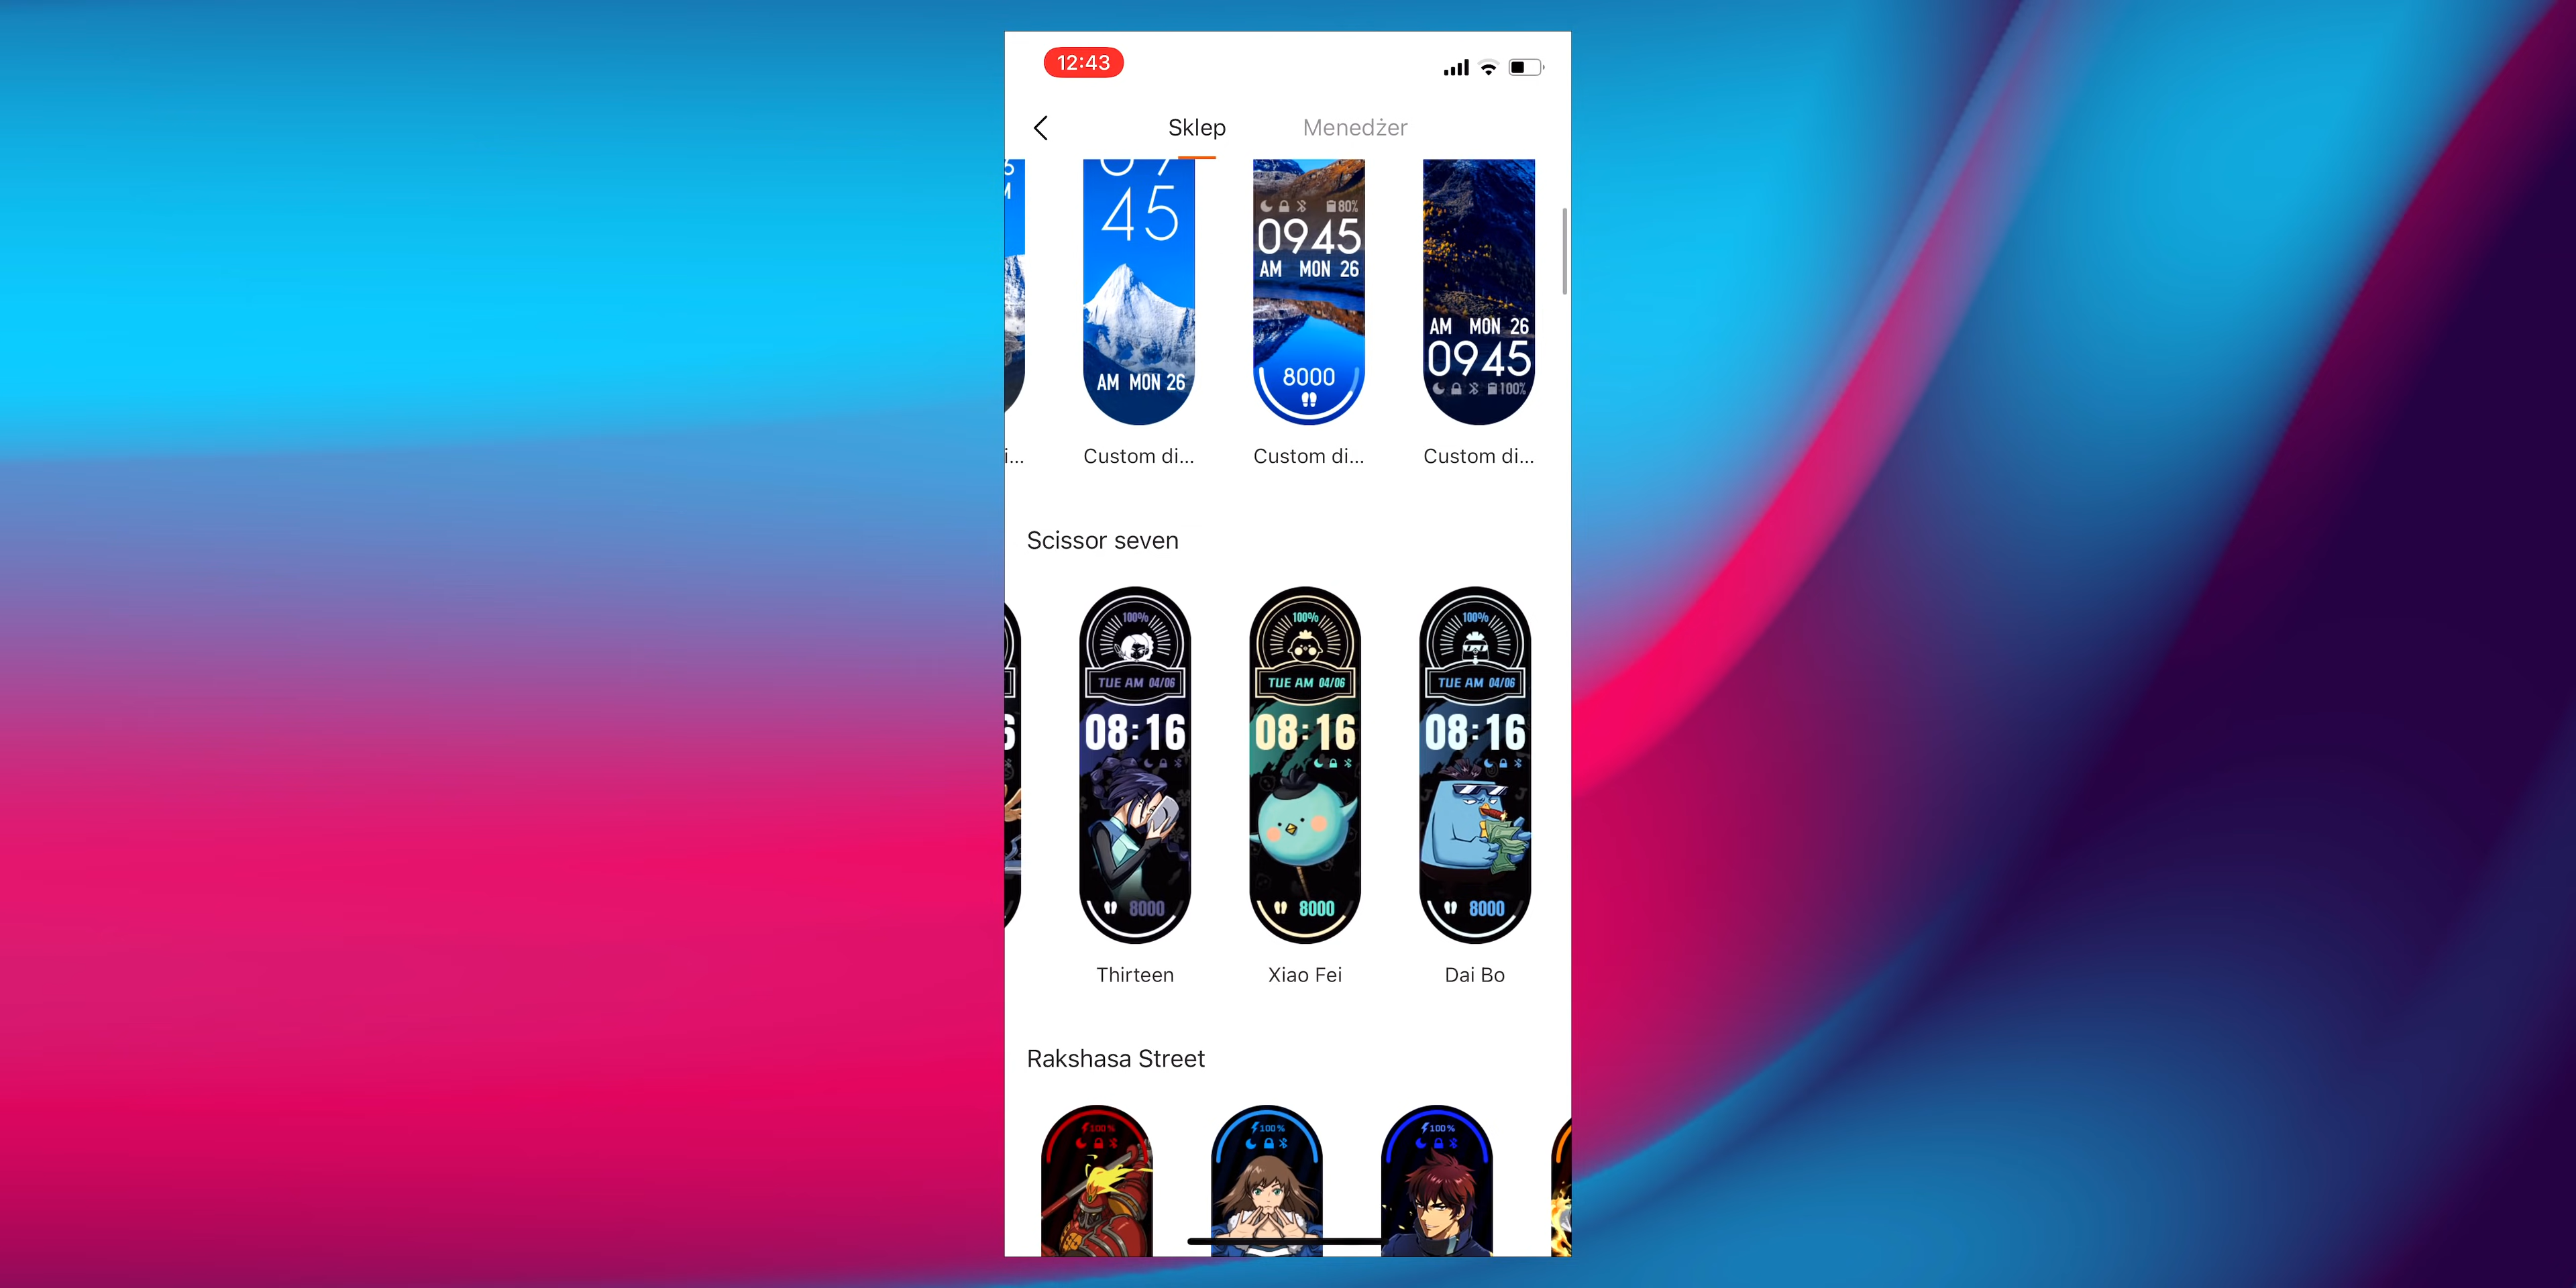 12:43
Sklep Menedżer
45
80%
0945
0945
AM MON 26
AM MON 26
0945
AM MON 26
8000
100%
Custom di...
Custom di...
Custom di...
Scissor seven
100%
100%
100%
TUE AM 04/06
TUE AM 04/06
TUE AM 04/06
08:16
08:16
08:16
8000
8000
8000
Thirteen
Xiao Fei
Dai Bo
Rakshasa Street
100%
100%
100%